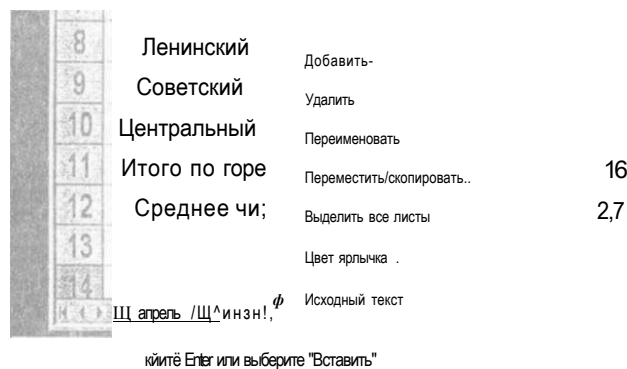 8 Ленинский Добавить-
9 Советский Удалить
10 Центральный Переименовать
11 Итого по горе Переместить/скопировать.. 16
12 Среднее чи; Выделить все листы 2,7
13 Цвет ярлычка .
14 Исходный текст
Щ апрель /Щ^инзн!,ф
кйитё Enter или выберите "Вставить"